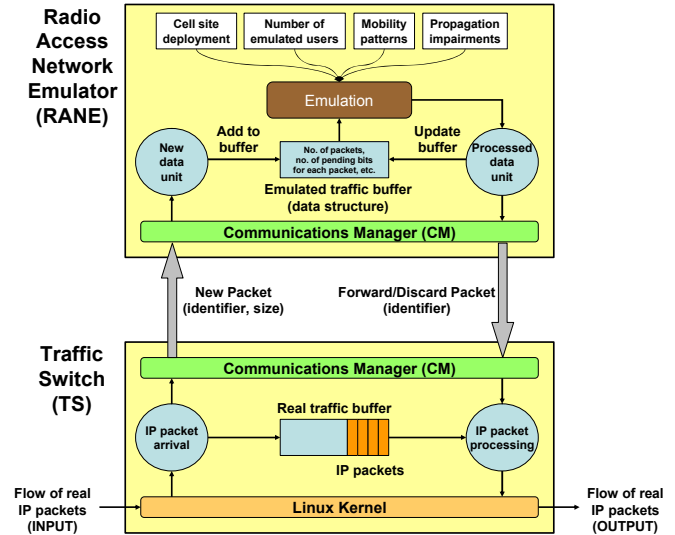 Radio
Access
Network
Emulator
(RANE)
Cell site
deployment
Number of
emulated users
Mobility
patterns
Propagation
impairments
Emulation
New
data
unit
Add to
buffer
No. of packets,
no. of pending bits
for each packet, etc.
Update
buffer
Processed
data
unit
Emulated traffic buffer
(data structure)
Communications Manager (CM)
New Packet
(identifier, size)
Forward/Discard Packet
(identifier)
Traffic
Switch
(TS)
Communications Manager (CM)
IP packet
arrival
Real traffic buffer
IP packets
IP packet
processing
Flow of real
IP packets
(INPUT)
Linux Kernel
Flow of real
IP packets
(OUTPUT)